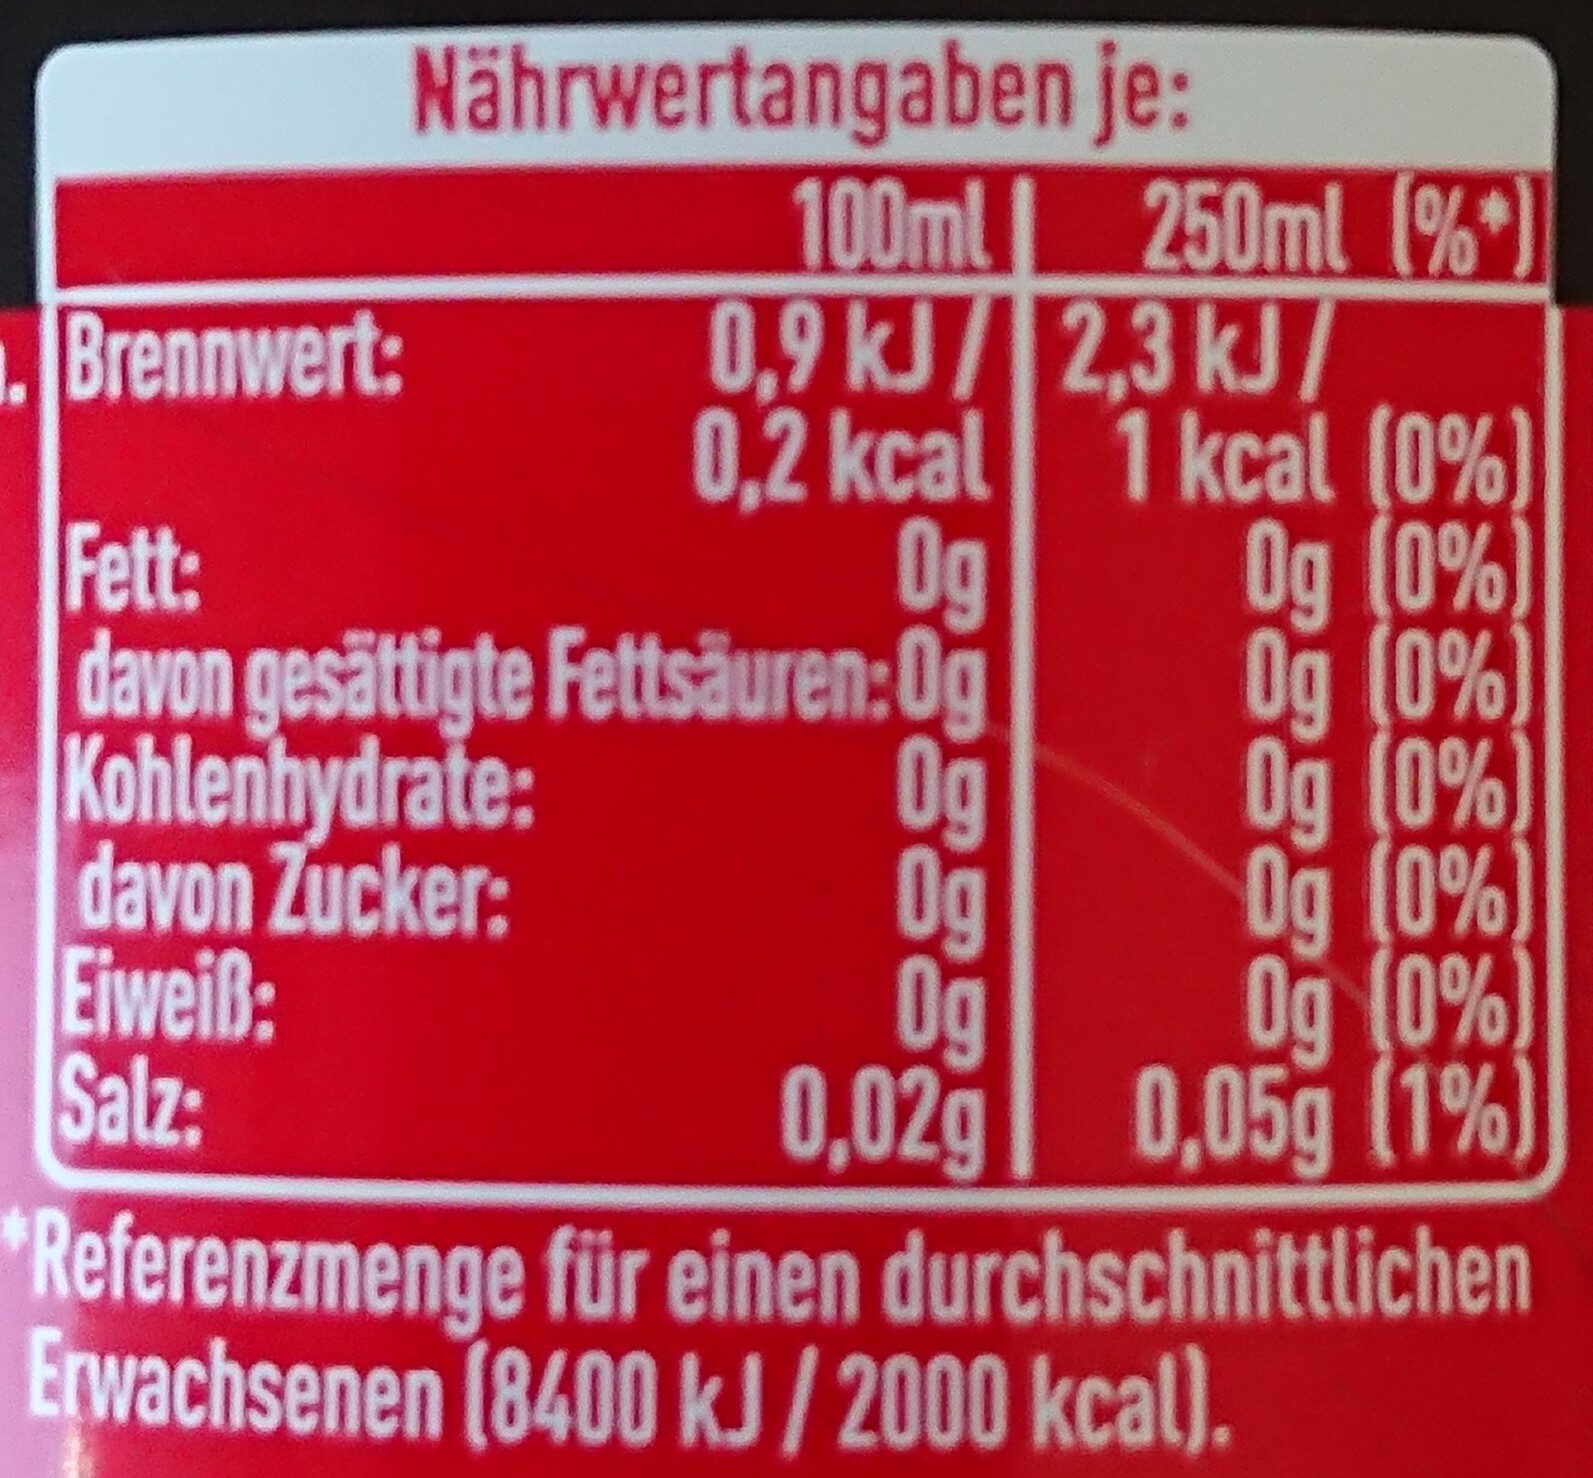 Nährwertangaben je:
100ml 250ml (%*)
Brennwert: 0,9 kJ / 2,3 kJ /
0,2 kcal 1 kcal (0%)
Fett: 0g 0g (0%)
davon gesättigte Fettsäuren: 0g 0g (0%)
Kohlenhydrate: 0g 0g (0%)
davon Zucker: 0g 0g (0%)
Eiweiß: 0g 0g (0%)
Salz: 0,02g 0,05g (1%)
*Referenzmenge für einen durchschnittlichen
Erwachsenen (8400 kJ / 2000 kcal).